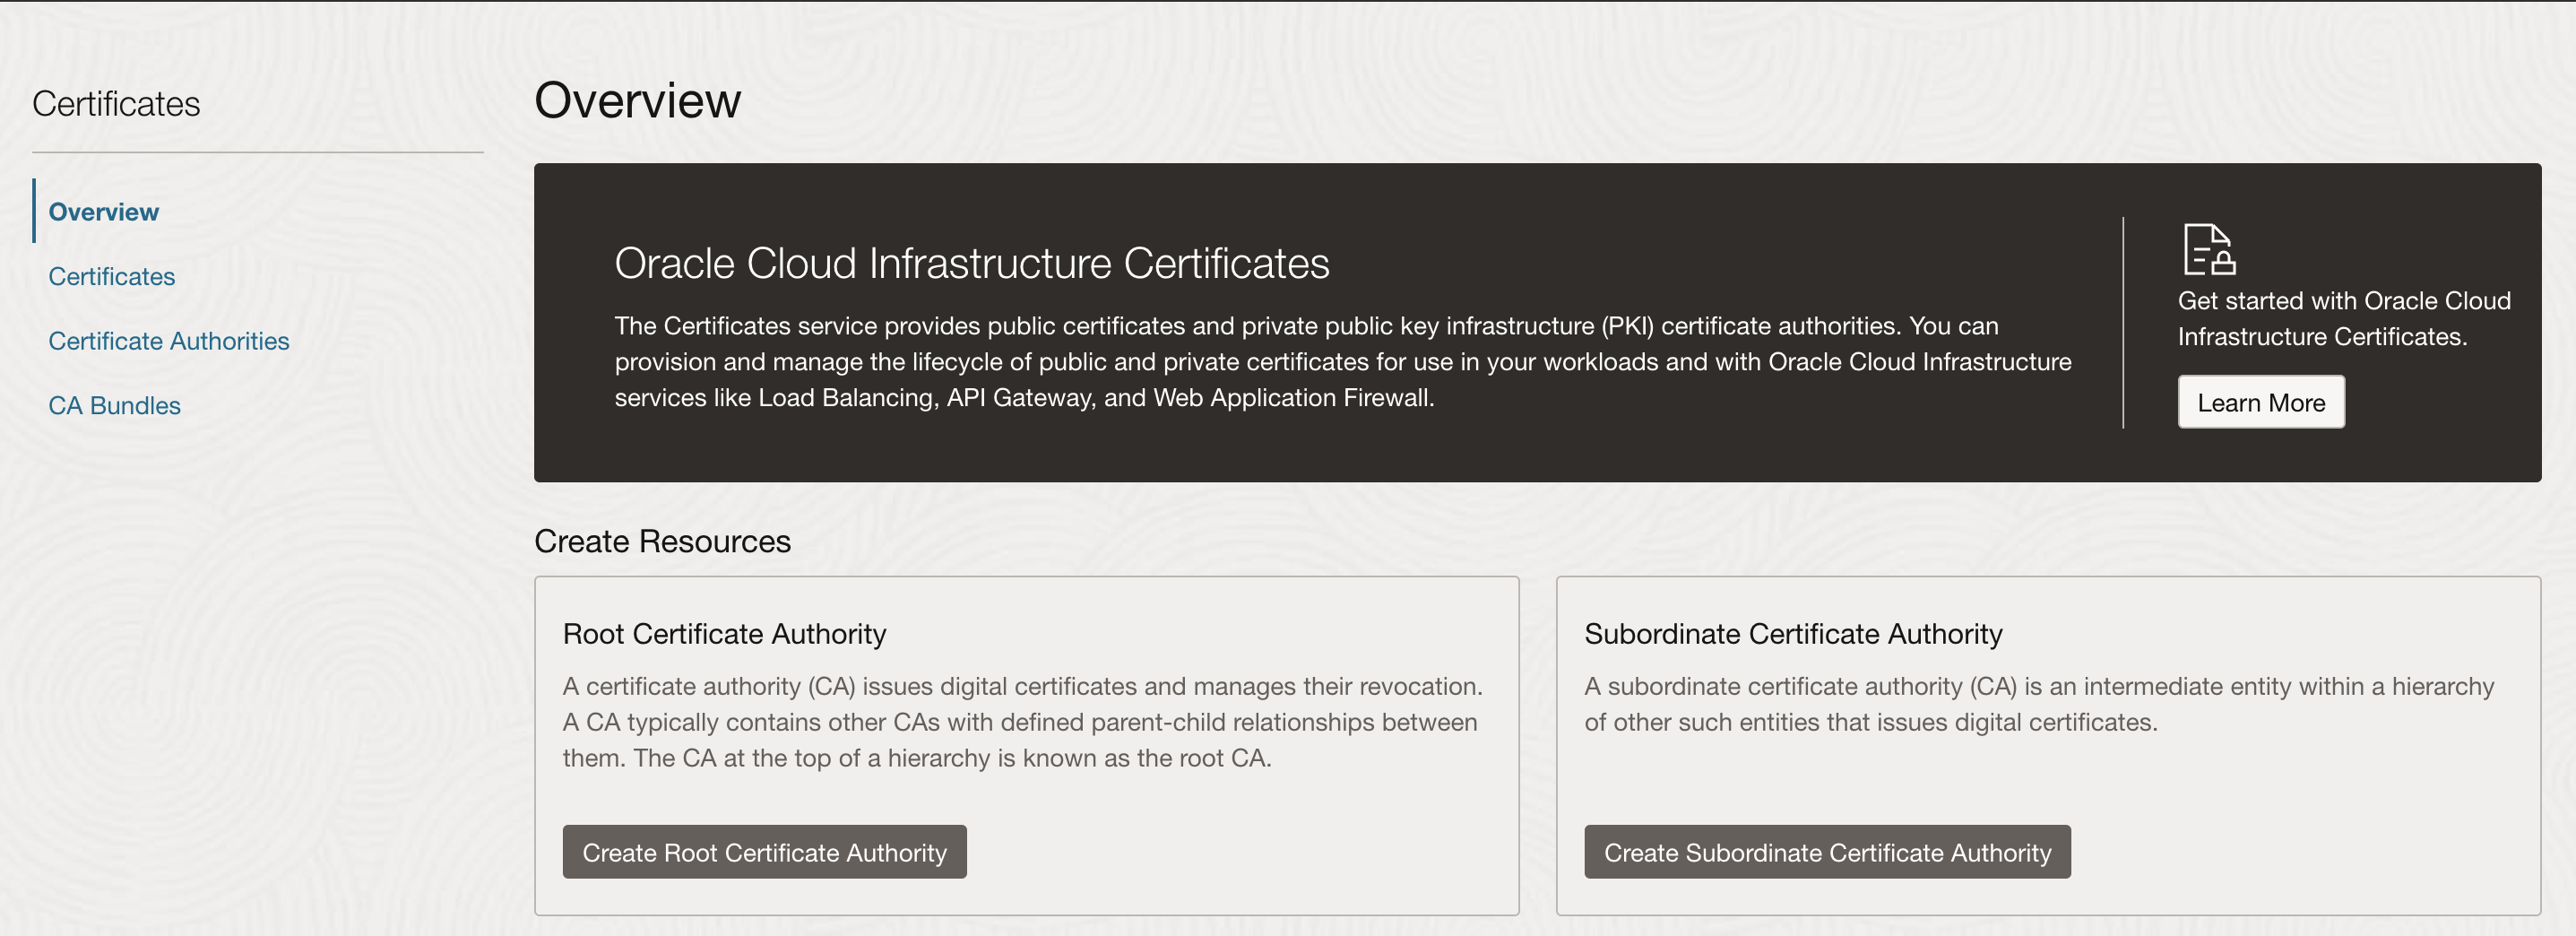 Certificates
Overview
Certificates
Certificate Authorities
CA Bundles
Overview
Oracle Cloud Infrastructure Certificates
The Certificates service provides public certificates and private public key infrastructure (PKI) certificate authorities. You can
provision and manage the lifecycle of public and private certificates for use in your workloads and with Oracle Cloud Infrastructure
services like Load Balancing, API Gateway, and Web Application Firewall.
Get started with Oracle Cloud
Infrastructure Certificates.
Learn More
Create Resources
Root Certificate Authority
A certificate authority (CA) issues digital certificates and manages their revocation.
A CA typically contains other CAs with defined parent-child relationships between
them. The CA at the top of a hierarchy is known as the root CA.
Create Root Certificate Authority
Subordinate Certificate Authority
A subordinate certificate authority (CA) is an intermediate entity within a hierarchy
of other such entities that issues digital certificates.
Create Subordinate Certificate Authority